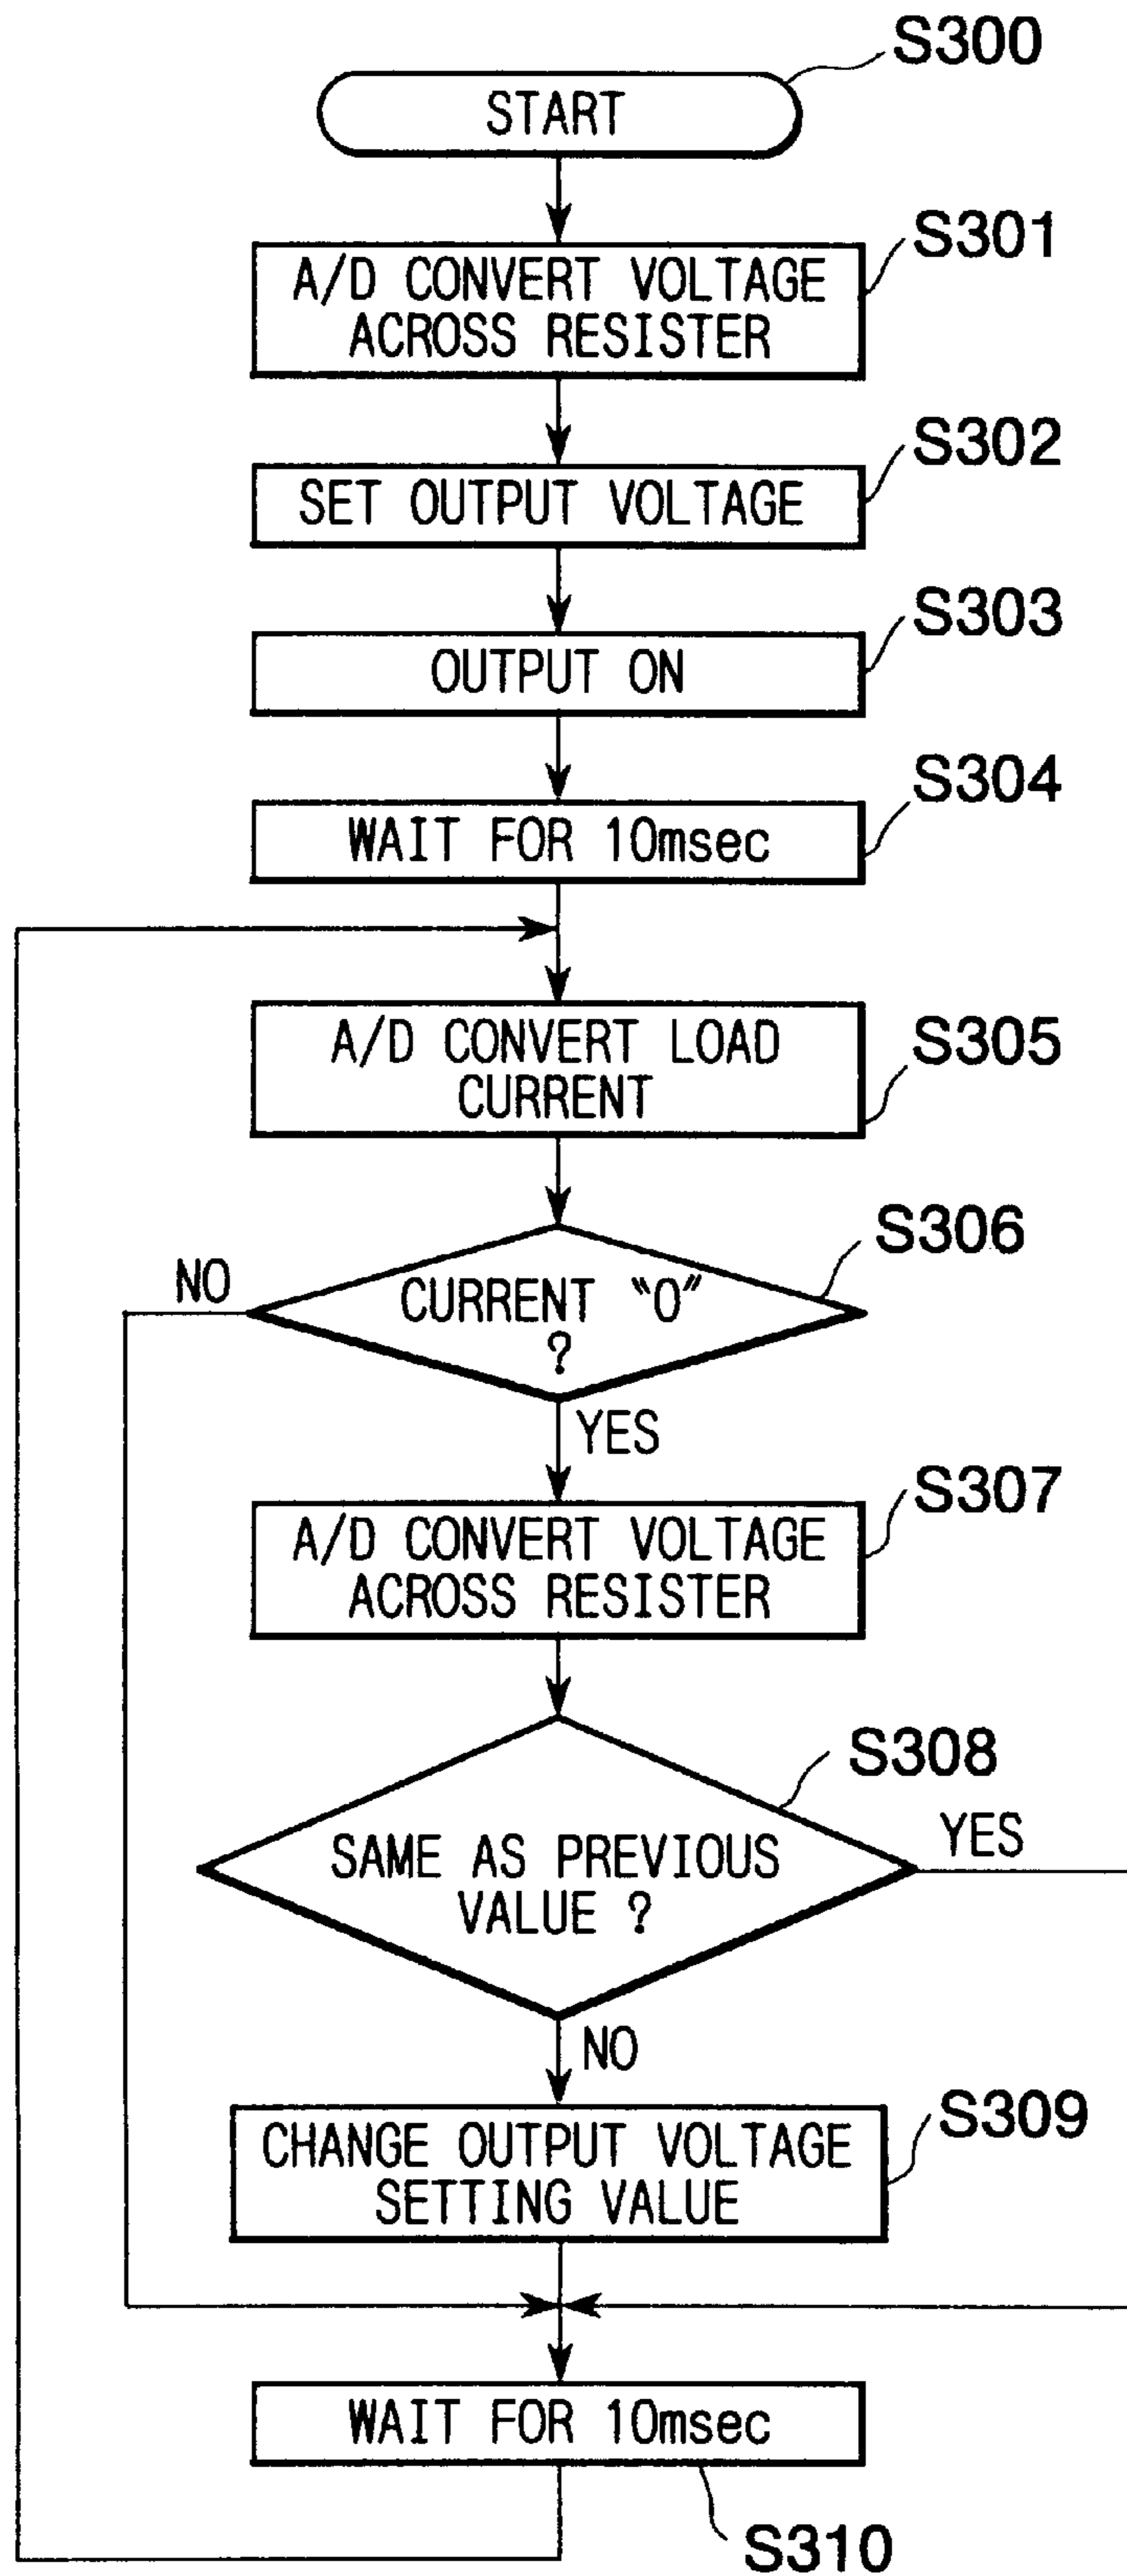 S300
START
S301
A/D CONVERT VOLTAGE
ACROSS RESISTER
S302
SET OUTPUT VOLTAGE
S303
OUTPUT ON
S304
WAIT FOR 10msec
S305
A/D CONVERT LOAD
CURRENT
S306
NO
CURRENT "0"
?
YES
S307
A/D CONVERT VOLTAGE
ACROSS RESISTER
S308
YES
SAME AS PREVIOUS
VALUE ?
NO
S309
CHANGE OUTPUT VOLTAGE
SETTING VALUE
WAIT FOR 10msec
S310